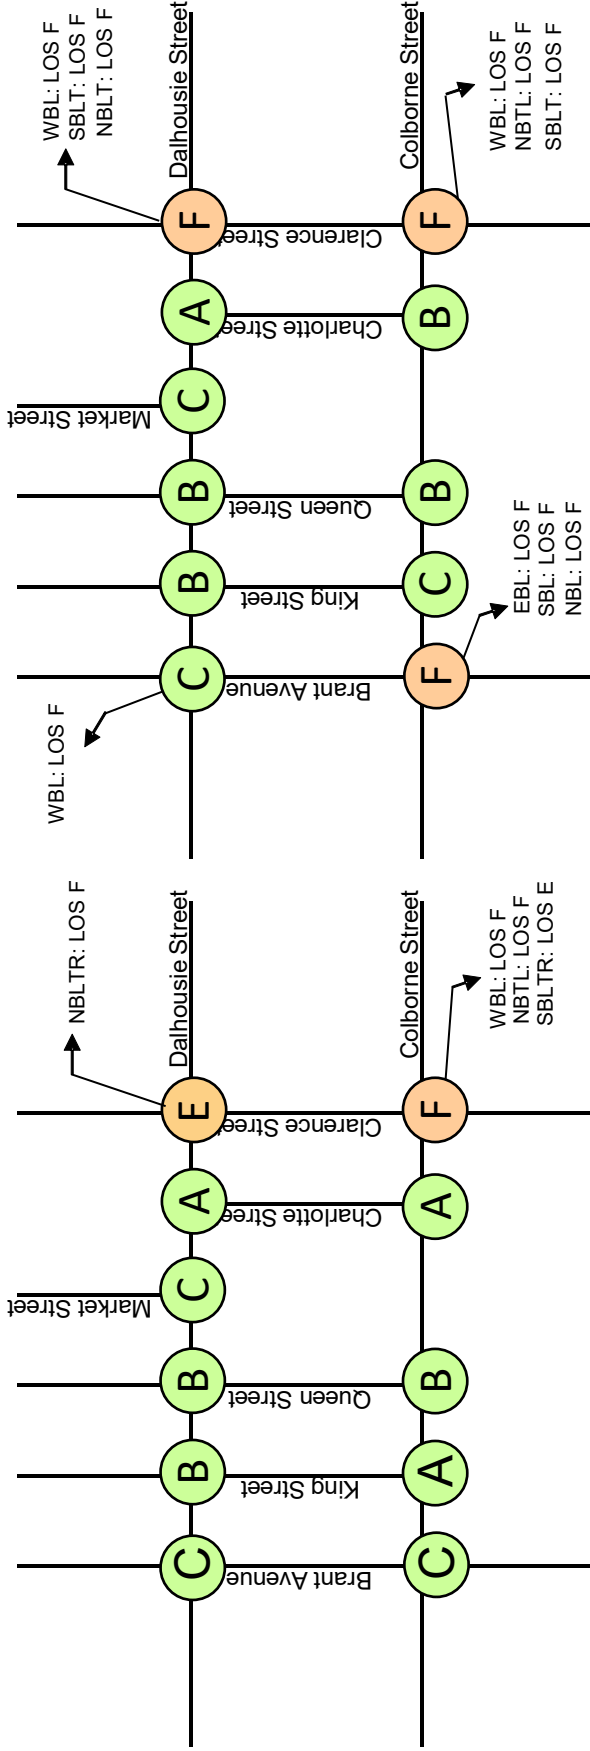 WBL: LOS F
SBLT: LOS F
NBLT: LOS F
Dalhousie Street
Colborne Street
WBL: LOS F
NBTL: LOS F
SBLT: LOS F
F
Clarence Street
F
A
Charlotte Street
B
Market Street
C
B
Queen Street
B
B
King Street
C
EBL: LOS F
SBL: LOS F
NBL: LOS F
C
Brant Avenue
F
WBL: LOS F
NBLTR: LOS F
Dalhousie Street
Colborne Street
WBL: LOS F
NBTL: LOS F
SBLTR: LOS E
E
Clarence Street
F
A
Charlotte Street
A
Market Street
C
B
Queen Street
B
B
King Street
A
C
Brant Avenue
C